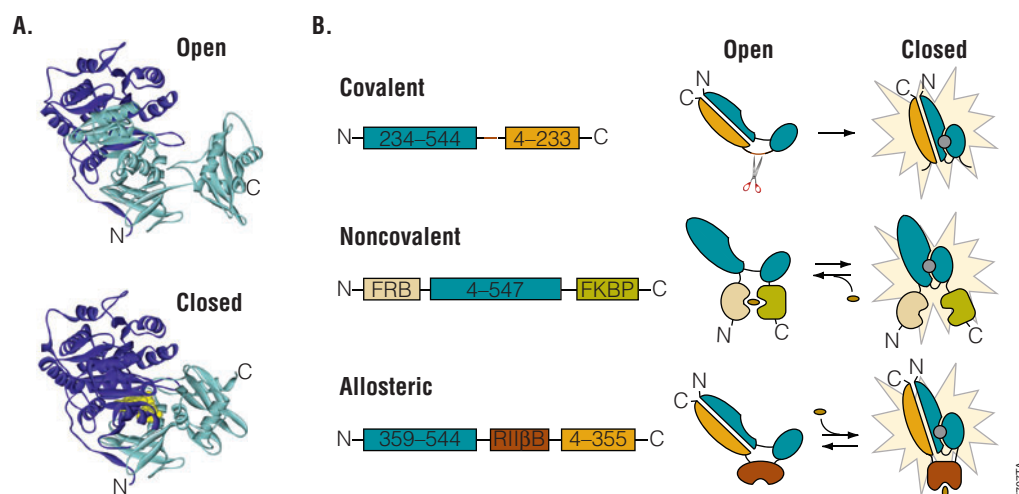 A.
Open
C
N
Closed
C
N
B.
Open
Closed
Covalent
N
234–544
4–233
C
N
C
N
C
Noncovalent
N
FRB
4–547
FKBP
C
N
C
N
C
Allosteric
N
359–544
RIIβB
4–355
C
N
C
N
C